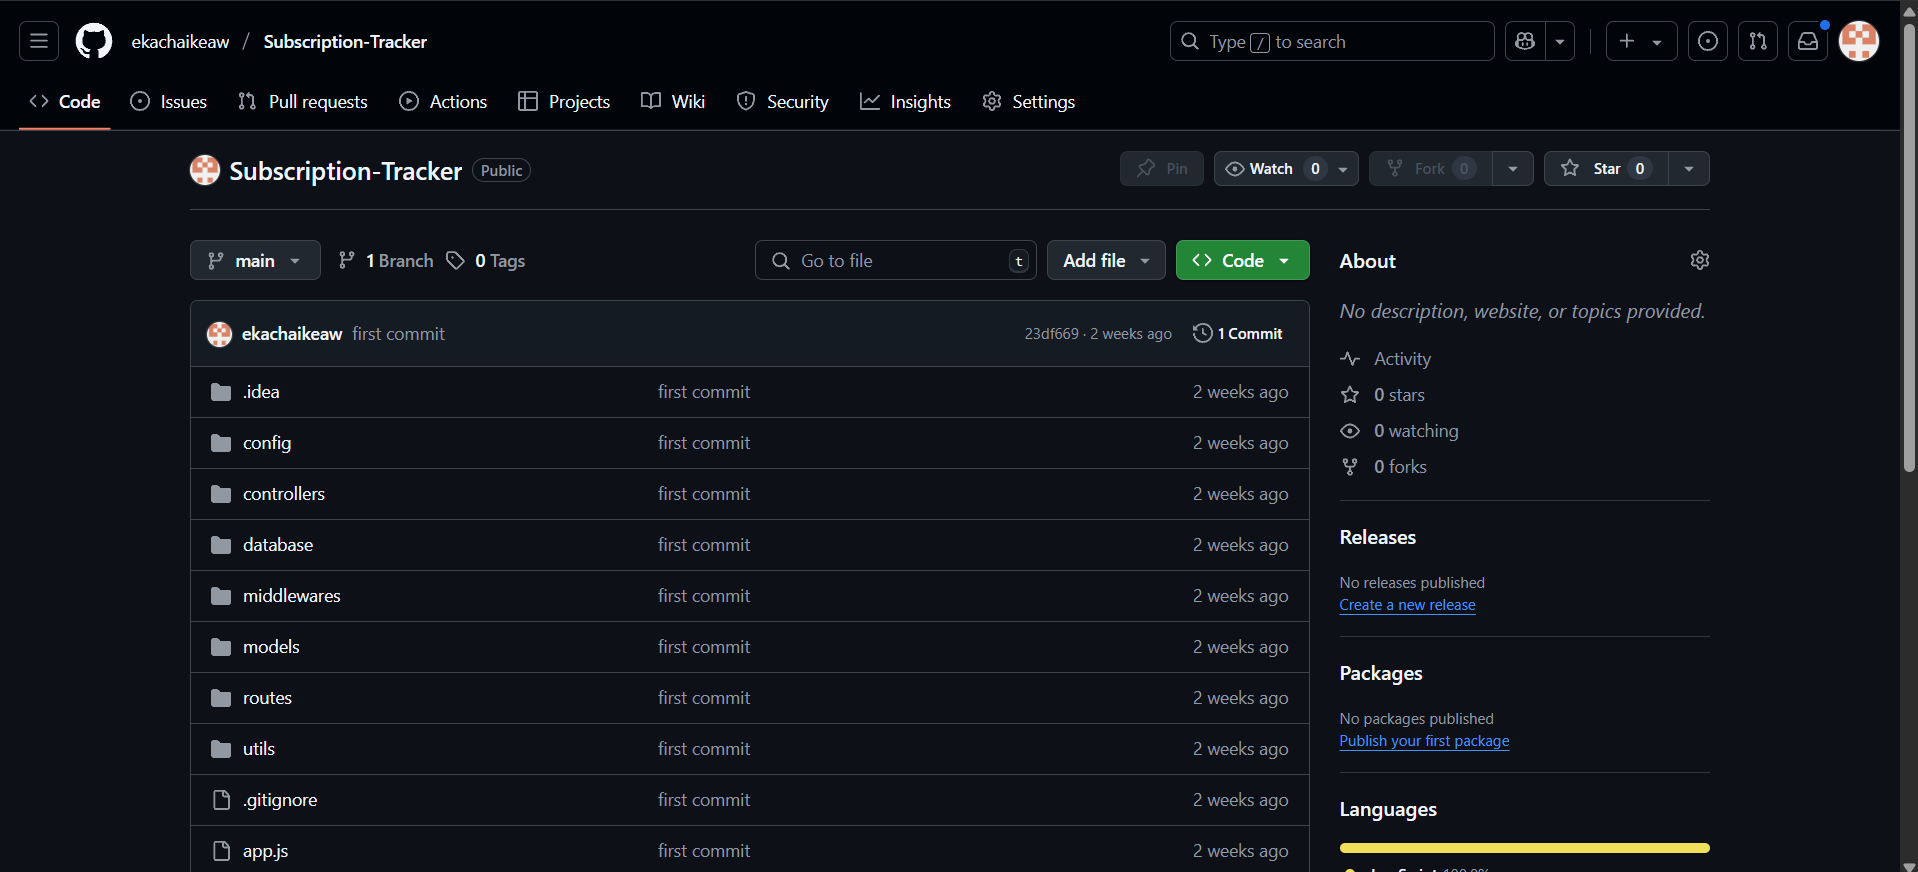 ekachaikeaw / Subscription-Tracker
Type / to search
Code Issues Pull requests Actions Projects Wiki Security Insights Settings
Subscription-Tracker Public
Pin Watch 0 Fork 0 Star 0
main 1 Branch 0 Tags
Go to file t
Add file Code
ekachaikeaw first commit 23df669 · 2 weeks ago 1 Commit
.idea first commit 2 weeks ago
config first commit 2 weeks ago
controllers first commit 2 weeks ago
database first commit 2 weeks ago
middlewares first commit 2 weeks ago
models first commit 2 weeks ago
routes first commit 2 weeks ago
utils first commit 2 weeks ago
.gitignore first commit 2 weeks ago
app.js first commit 2 weeks ago
About
No description, website, or topics provided.
Activity
0 stars
0 watching
0 forks
Releases
No releases published
Create a new release
Packages
No packages published
Publish your first package
Languages